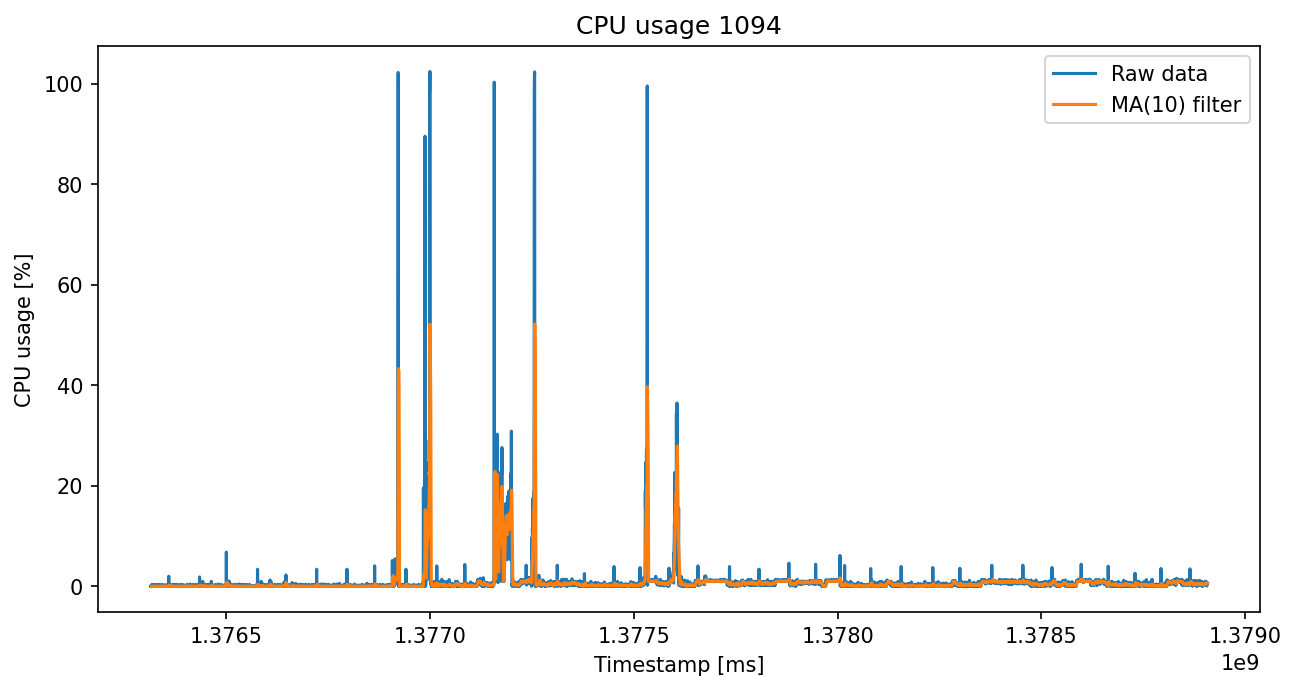 CPU usage 1094
Raw data
MA(10) filter
100
80
60
40
20
0
CPU usage [%]
1.3765 1.3770 1.3775 1.3780 1.3785 1.3790
1e9
Timestamp [ms]